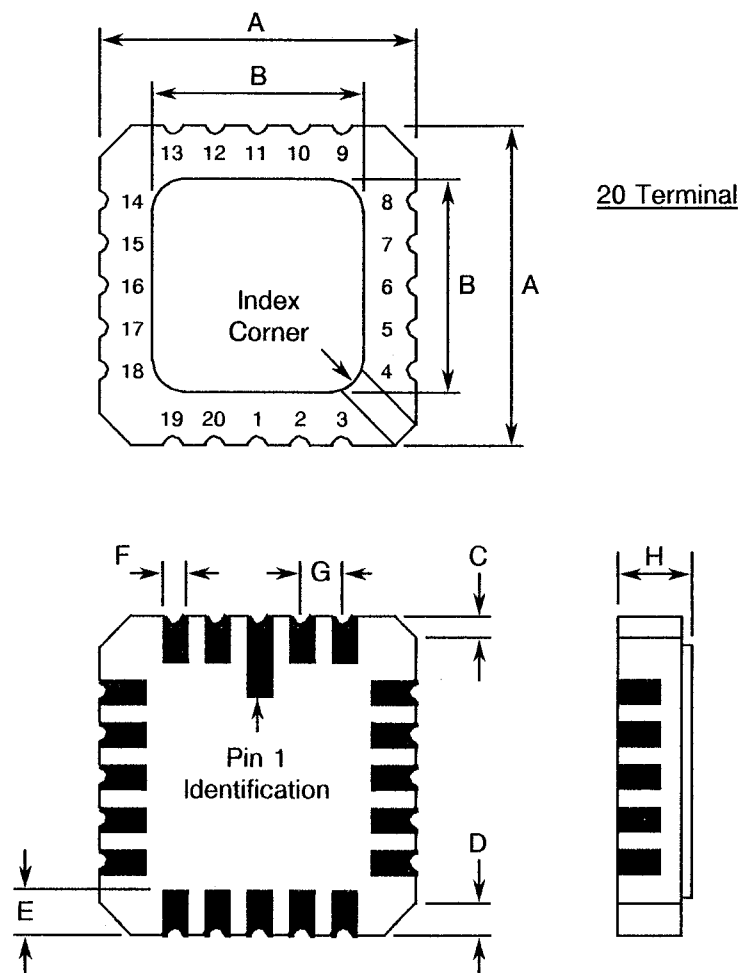 A
B
13 12 11 10 9
14
15
16
17
18
8
7
6
5
4
19 20 1 2 3
Index
Corner
B
A
20 Terminal
F
G
C
H
Pin 1
Identification
E
D